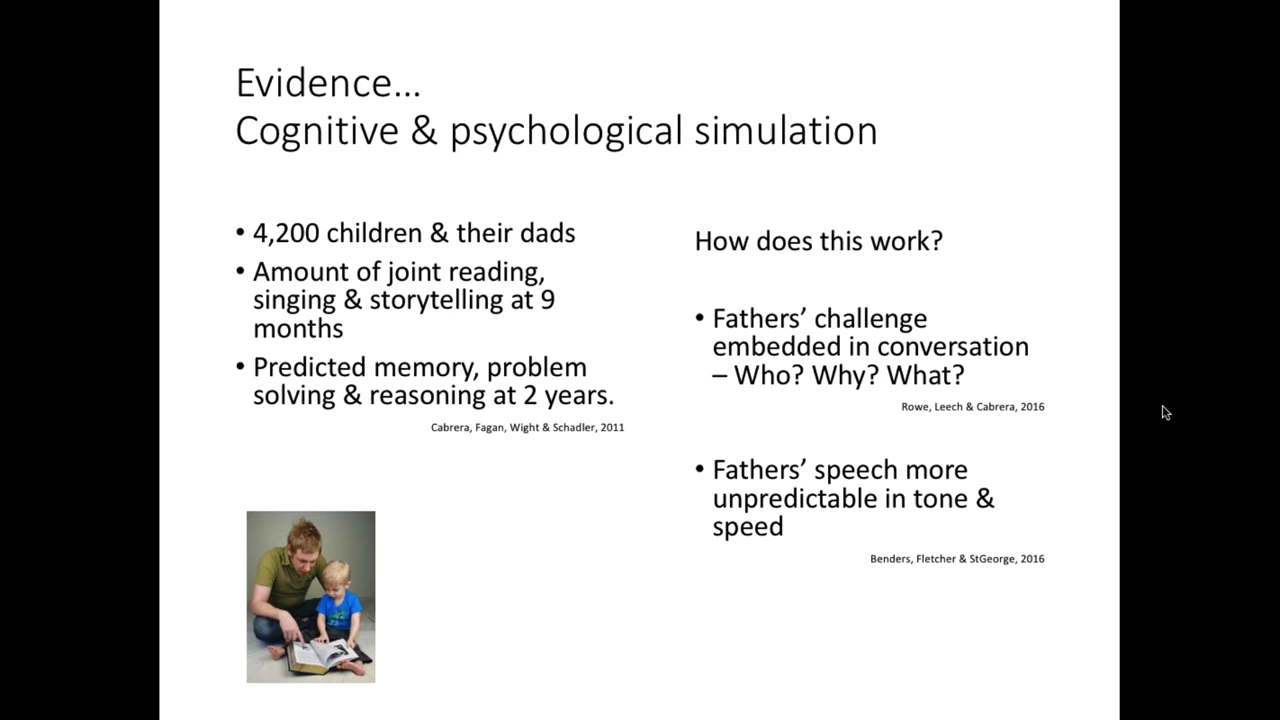 Evidence...
Cognitive & psychological simulation
• 4,200 children & their dads
• Amount of joint reading,
singing & storytelling at 9
months
• Predicted memory, problem
solving & reasoning at 2 years.
Cabrera, Fagan, Wight & Schadler, 2011
How does this work?
• Fathers’ challenge
embedded in conversation
– Who? Why? What?
Rowe, Leech & Cabrera, 2016
• Fathers’ speech more
unpredictable in tone &
speed
Benders, Fletcher & StGeorge, 2016